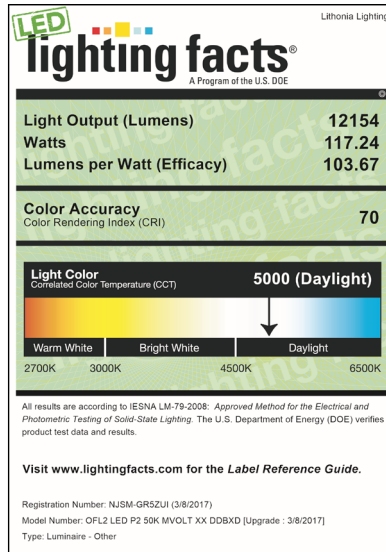 Lithonia Lighting
LED
lighting facts®
A Program of the U.S. DOE
Light Output (Lumens) 12154
Watts 117.24
Lumens per Watt (Efficacy) 103.67
Color Accuracy
Color Rendering Index (CRI) 70
Light Color
Correlated Color Temperature (CCT) 5000 (Daylight)
Warm White Bright White Daylight
2700K 3000K 4500K 6500K
All results are according to IESNA LM-79-2008: Approved Method for the Electrical and
Photometric Testing of Solid-State Lighting. The U.S. Department of Energy (DOE) verifies
product test data and results.
Visit www.lightingfacts.com for the Label Reference Guide.
Registration Number: NJSM-GR5ZUI (3/8/2017)
Model Number: OFL2 LED P2 50K MVOLT XX DDBXD [Upgrade : 3/8/2017]
Type: Luminaire - Other